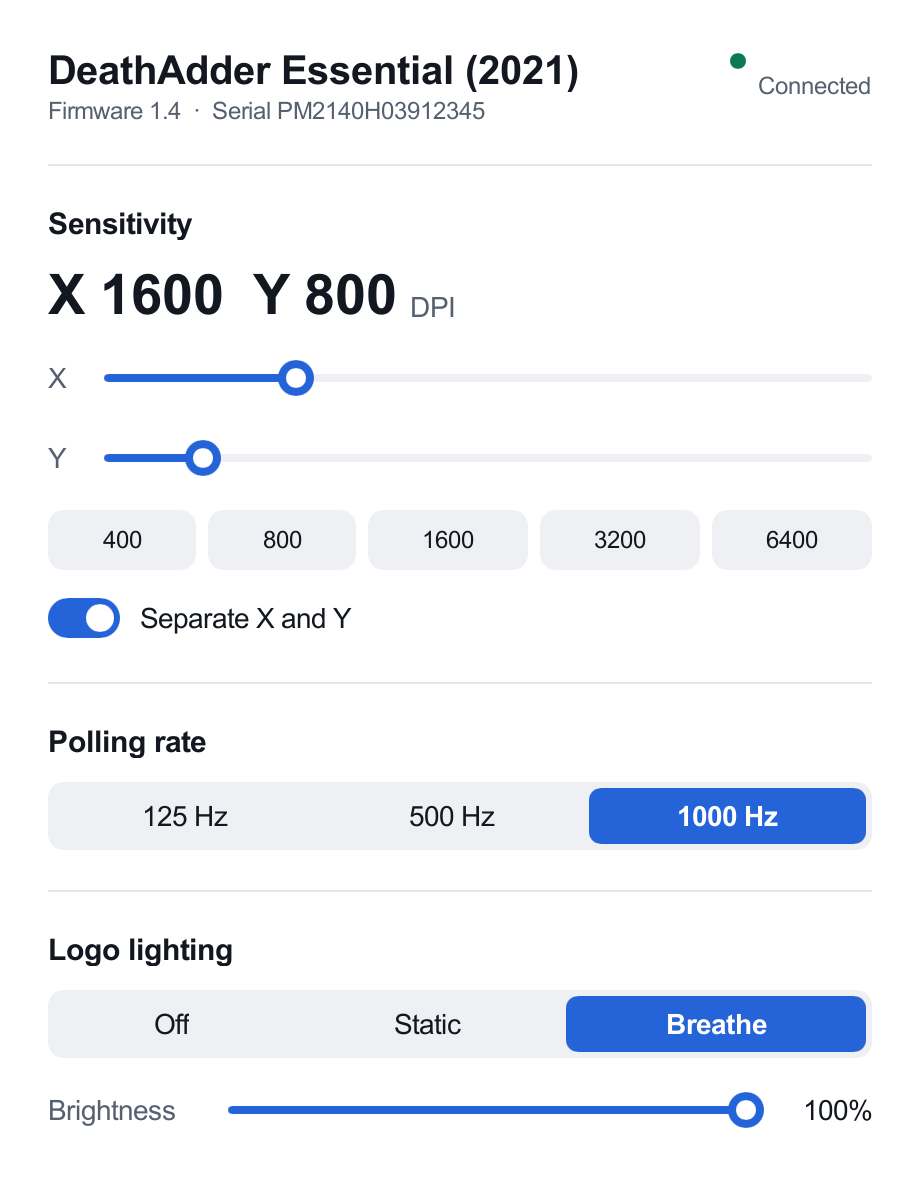 DeathAdder Essential (2021)
Connected
Firmware 1.4 · Serial PM2140H03912345
Sensitivity
X 1600 Y 800 DPI
X
Y
400 800 1600 3200 6400
Separate X and Y
Polling rate
125 Hz 500 Hz 1000 Hz
Logo lighting
Off Static Breathe
Brightness 100%